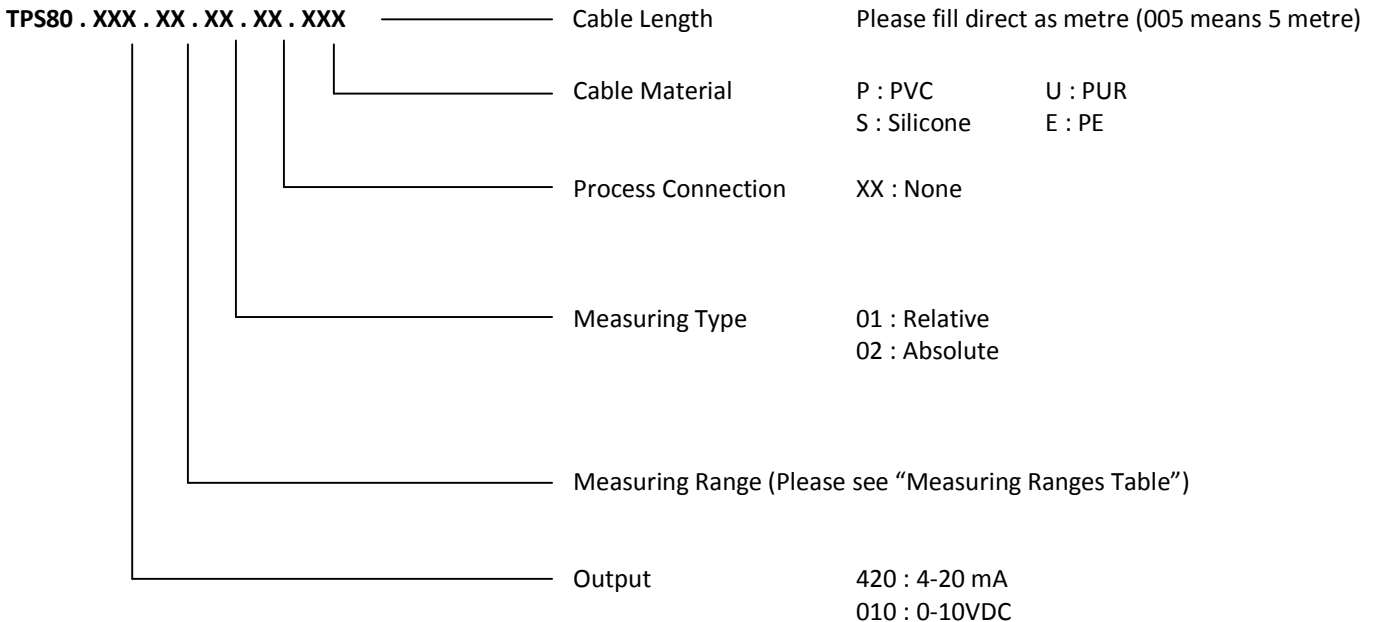 TPS80 . XXX . XX . XX . XX . XXX Cable Length Please fill direct as metre (005 means 5 metre)
Cable Material P : PVC U : PUR
S : Silicone E : PE
Process Connection XX : None
Measuring Type 01 : Relative
02 : Absolute
Measuring Range (Please see “Measuring Ranges Table”)
Output 420 : 4-20 mA
010 : 0-10VDC